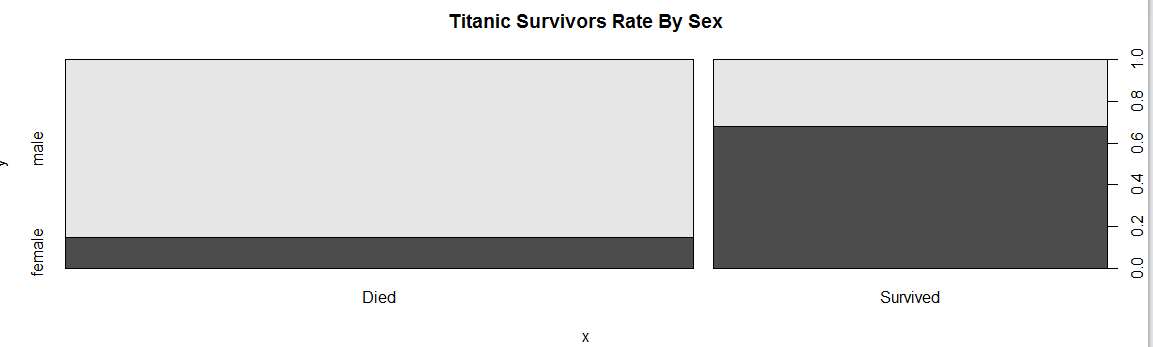 Titanic Survivors Rate By Sex
y
male
female
1.0
0.8
0.6
0.4
0.2
0.0
Died
Survived
x